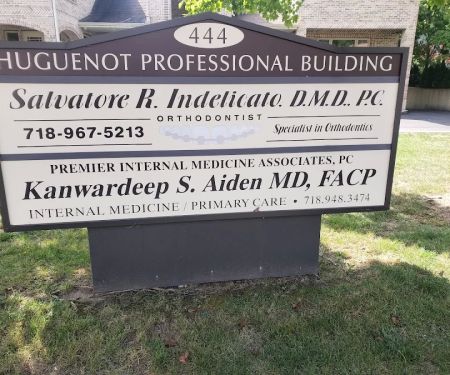 444
HUGUENOT PROFESSIONAL BUILDING
Salvatore R. Indelicato, D.M.D., P.C.
ORTHODONTIST
718-967-5213
Specialist in Orthodontics
PREMIER INTERNAL MEDICINE ASSOCIATES, PC
Kanwardeep S. Aiden MD, FACP
INTERNAL MEDICINE / PRIMARY CARE • 718.948.3474